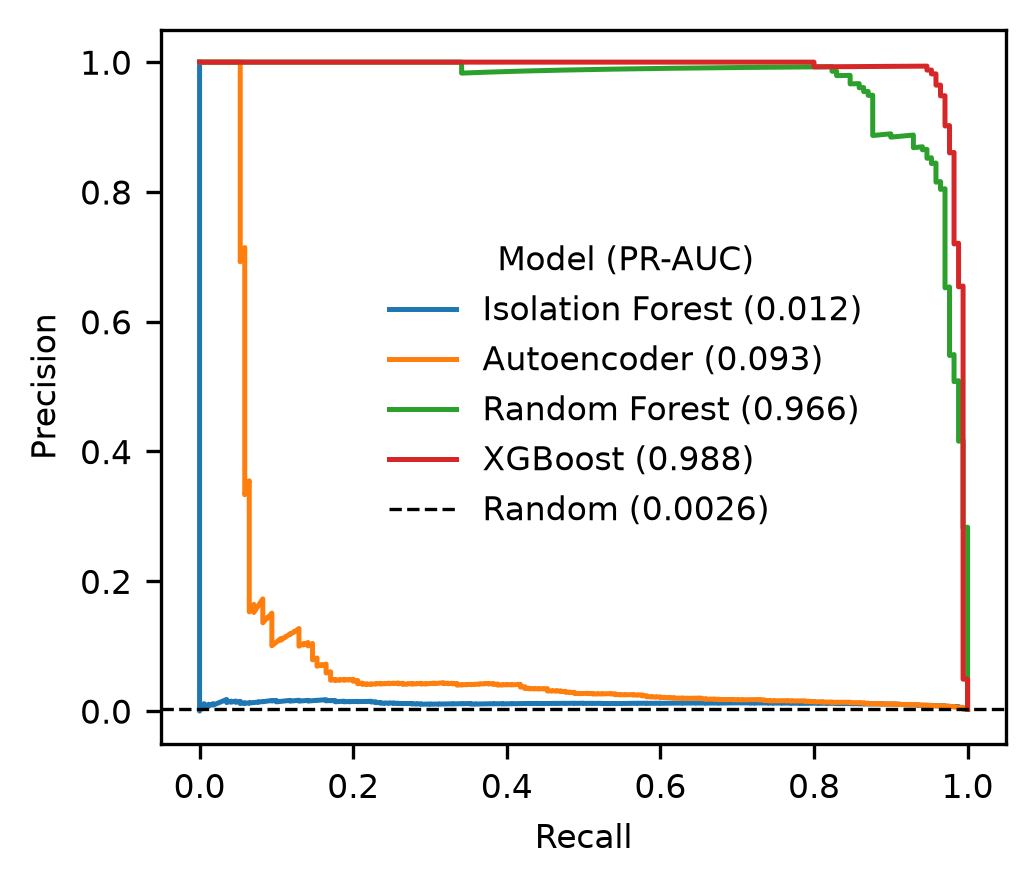 1.0
0.8
0.6
0.4
0.2
0.0
Precision
Model (PR-AUC)
Isolation Forest (0.012)
Autoencoder (0.093)
Random Forest (0.966)
XGBoost (0.988)
Random (0.0026)
0.0 0.2 0.4 0.6 0.8 1.0
Recall